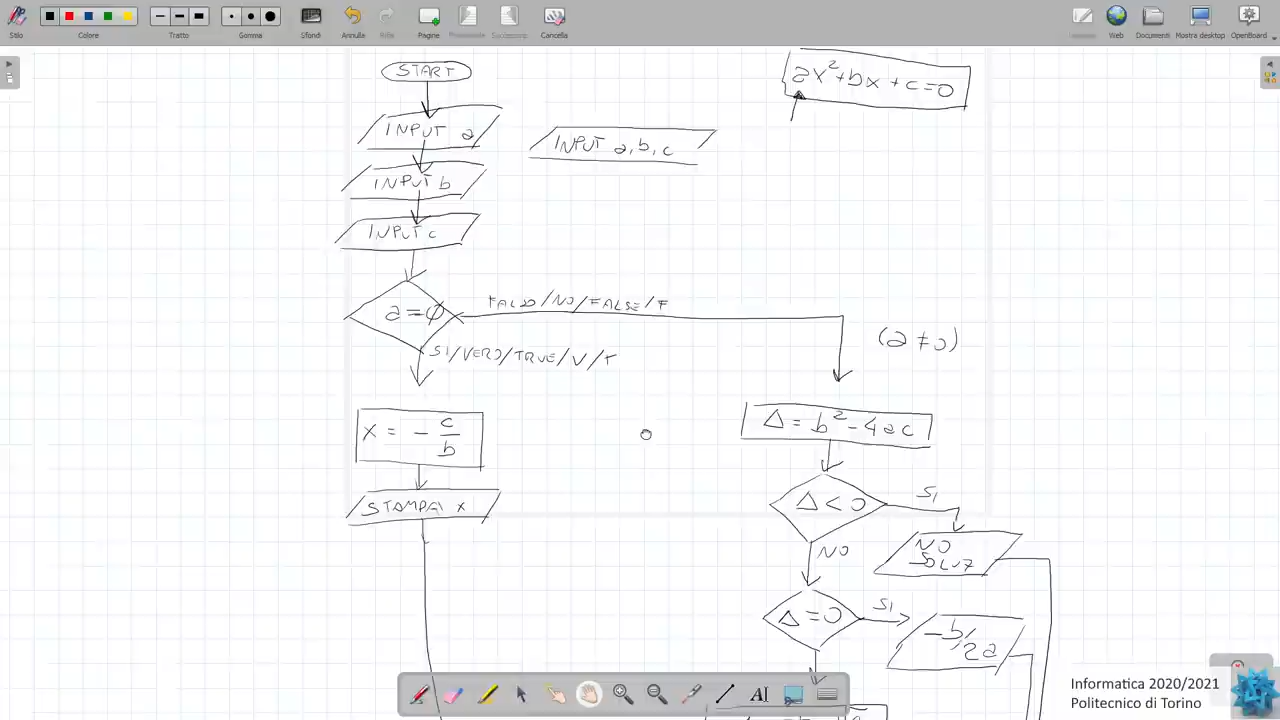 Stilo
Colore
Tratto
Gomma
Sfondi
Annulla
Rifai
Pagine
Precedente
Successiva
Cancella
Web
Documenti
Mostra desktop
OpenBoard
START
ax²+bx+c=0
INPUT a
INPUT a, b, c
INPUT b
INPUT c
a=0
FALSO/NO/FALSE/F
(a≠0)
SI/VERO/TRUE/V/T
x = - c/b
Δ = b²-4ac
STAMPA x
Δ<0
SI
NO
SOLUZ
NO
Δ=0
SI
-b/2a
Informatica 2020/2021
Politecnico di Torino